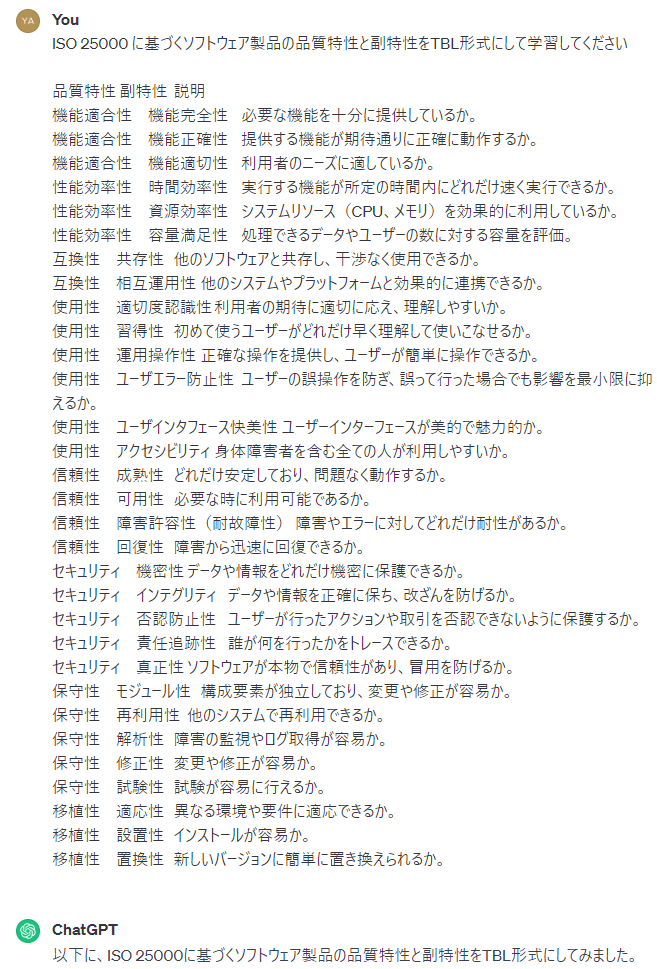 YA You
ISO 25000 に基づくソフトウェア製品の品質特性と副特性をTBL形式にして学習してください
品質特性 副特性 説明
機能適合性 機能完全性 必要な機能を十分に提供しているか。
機能適合性 機能正確性 提供する機能が期待通りに正確に動作するか。
機能適合性 機能適切性 利用者のニーズに適しているか。
性能効率性 時間効率性 実行する機能が所定の時間内にどれだけ速く実行できるか。
性能効率性 資源効率性 システムリソース（CPU、メモリ）を効果的に利用しているか。
性能効率性 容量満足性 処理できるデータやユーザーの数に対する容量を評価。
互換性 共存性 他のソフトウェアと共存し、干渉なく使用できるか。
互換性 相互運用性 他のシステムやプラットフォームと効果的に連携できるか。
使用性 適切度認識性 利用者の期待に適切に応え、理解しやすいか。
使用性 習得性 初めて使うユーザーがどれだけ早く理解して使いこなせるか。
使用性 運用操作性 正確な操作を提供し、ユーザーが簡単に操作できるか。
使用性 ユーザエラー防止性 ユーザーの誤操作を防ぎ、誤って行った場合でも影響を最小限に抑
えるか。
使用性 ユーザインタフェース快美性 ユーザーインターフェースが美的で魅力的か。
使用性 アクセシビリティ 身体障害者を含む全ての人が利用しやすいか。
信頼性 成熟性 どれだけ安定しており、問題なく動作するか。
信頼性 可用性 必要な時に利用可能であるか。
信頼性 障害許容性（耐故障性） 障害やエラーに対してどれだけ耐性があるか。
信頼性 回復性 障害から迅速に回復できるか。
セキュリティ 機密性 データや情報をどれだけ機密に保護できるか。
セキュリティ インテグリティ データや情報を正確に保ち、改ざんを防げるか。
セキュリティ 否認防止性 ユーザーが行ったアクションや取引を否認できないように保護するか。
セキュリティ 責任追跡性 誰が何を行ったかをトレースできるか。
セキュリティ 真正性 ソフトウェアが本物で信頼性があり、冒用を防げるか。
保守性 モジュール性 構成要素が独立しており、変更や修正が容易か。
保守性 再利用性 他のシステムで再利用できるか。
保守性 解析性 障害の監視やログ取得が容易か。
保守性 修正性 変更や修正が容易か。
保守性 試験性 試験が容易に行えるか。
移植性 適応性 異なる環境や要件に適応できるか。
移植性 設置性 インストールが容易か。
移植性 置換性 新しいバージョンに簡単に置き換えられるか。
ChatGPT
以下に、ISO 25000に基づくソフトウェア製品の品質特性と副特性をTBL形式にしてみました。